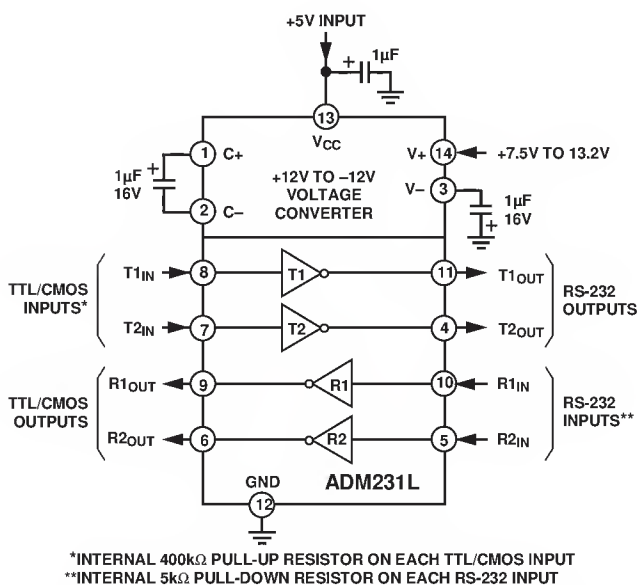 +5V INPUT
+ 1µF
13
VCC
1 C+
V+ 14 +7.5V TO 13.2V
1µF
16V
+
+12V TO –12V
VOLTAGE
CONVERTER
2 C–
V– 3
1µF
16V
+
TTL/CMOS
INPUTS*
T1IN 8 T1 11 T1OUT
T2IN 7 T2 4 T2OUT
RS-232
OUTPUTS
TTL/CMOS
OUTPUTS
R1OUT 9 R1 10 R1IN
R2OUT 6 R2 5 R2IN
RS-232
INPUTS**
GND
12
ADM231L
*INTERNAL 400kΩ PULL-UP RESISTOR ON EACH TTL/CMOS INPUT
**INTERNAL 5kΩ PULL-DOWN RESISTOR ON EACH RS-232 INPUT